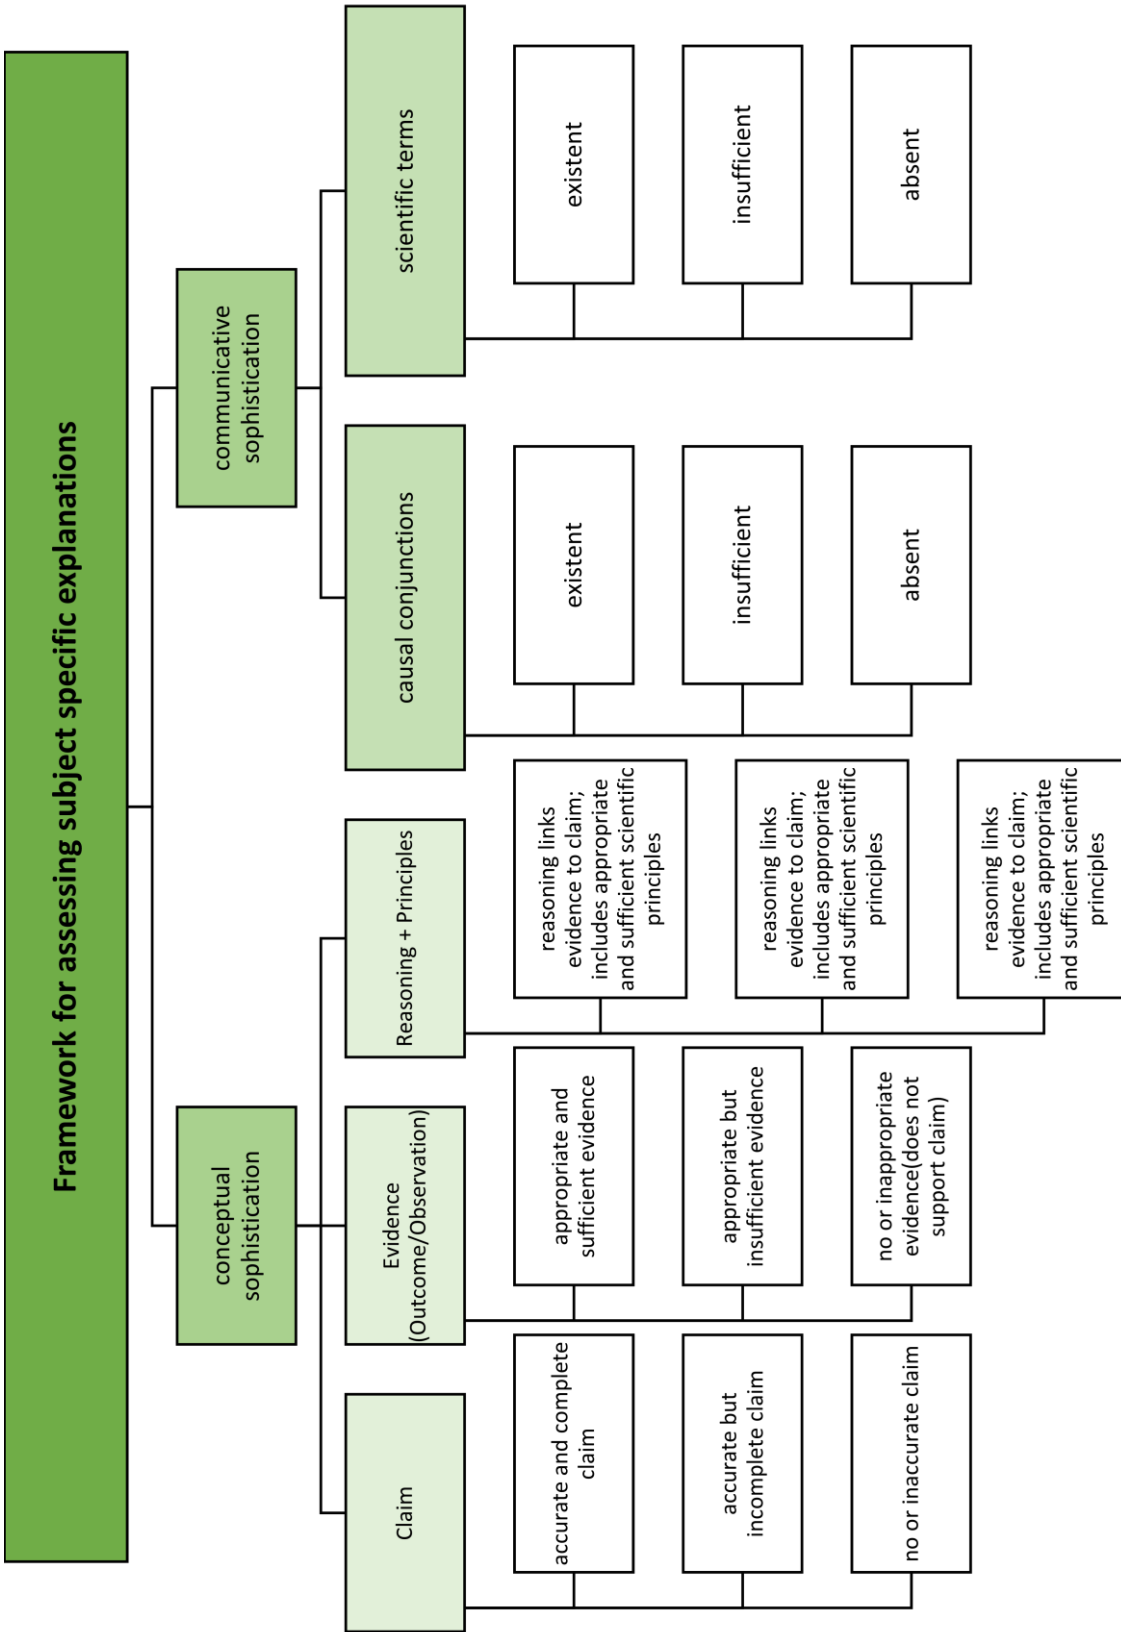 Framework for assessing subject specific explanations
conceptual
sophistication
communicative
sophistication
Claim
Evidence
(Outcome/Observation)
Reasoning + Principles
causal conjunctions
scientific terms
accurate and complete
claim
accurate but
incomplete claim
no or inaccurate claim
appropriate and
sufficient evidence
appropriate but
insufficient evidence
no or inappropriate
evidence(does not
support claim)
reasoning links
evidence to claim;
includes appropriate
and sufficient scientific
principles
reasoning links
evidence to claim;
includes appropriate
and sufficient scientific
principles
reasoning links
evidence to claim;
includes appropriate
and sufficient scientific
principles
existent
insufficient
absent
existent
insufficient
absent